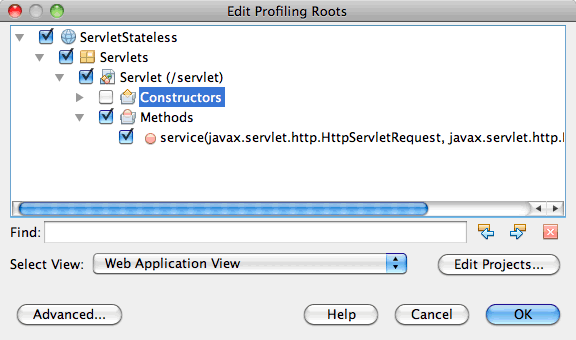 Edit Profiling Roots
ServletStateless
Servlets
Servlet (/servlet)
Constructors
Methods
service(javax.servlet.http.HttpServletRequest, javax.servlet.http.
Find:
Select View: Web Application View Edit Projects...
Advanced... Help Cancel OK